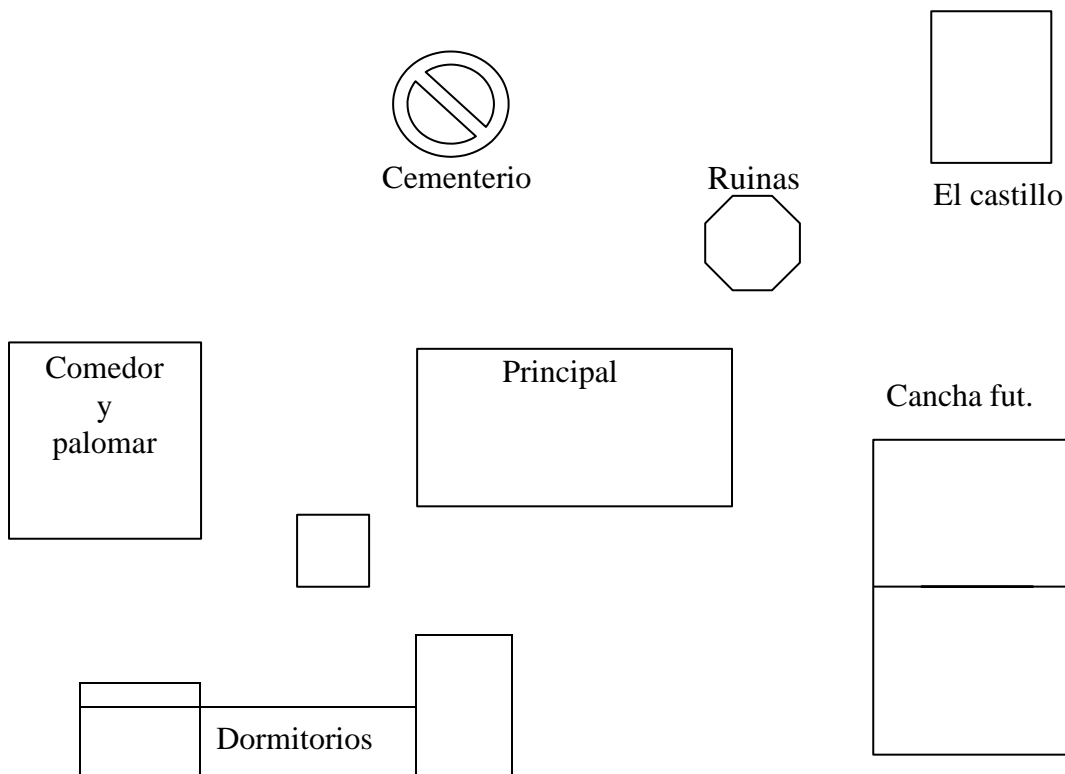 Cementerio
Ruinas
El castillo
Comedor
y
palomar
Principal
Cancha fut.
Dormitorios